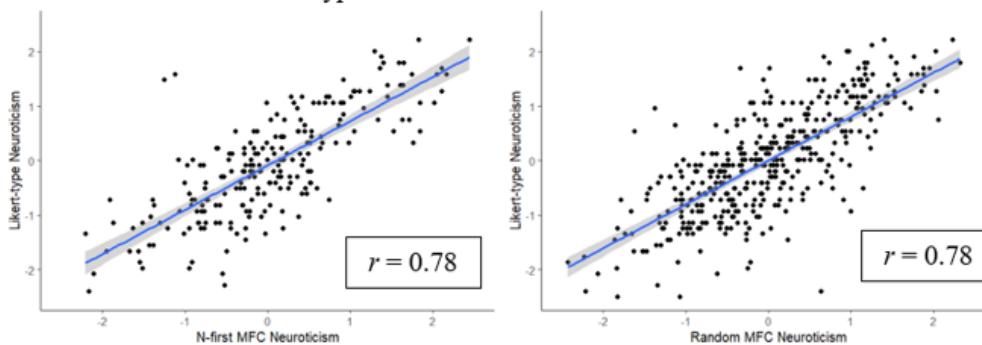 yp
Likert-type Neuroticism
2
1
0
-1
-2
r = 0.78
-2
-1
0
1
2
N-first MFC Neuroticism
Likert-type Neuroticism
2
1
0
-1
-2
r = 0.78
-2
-1
0
1
2
Random MFC Neuroticism